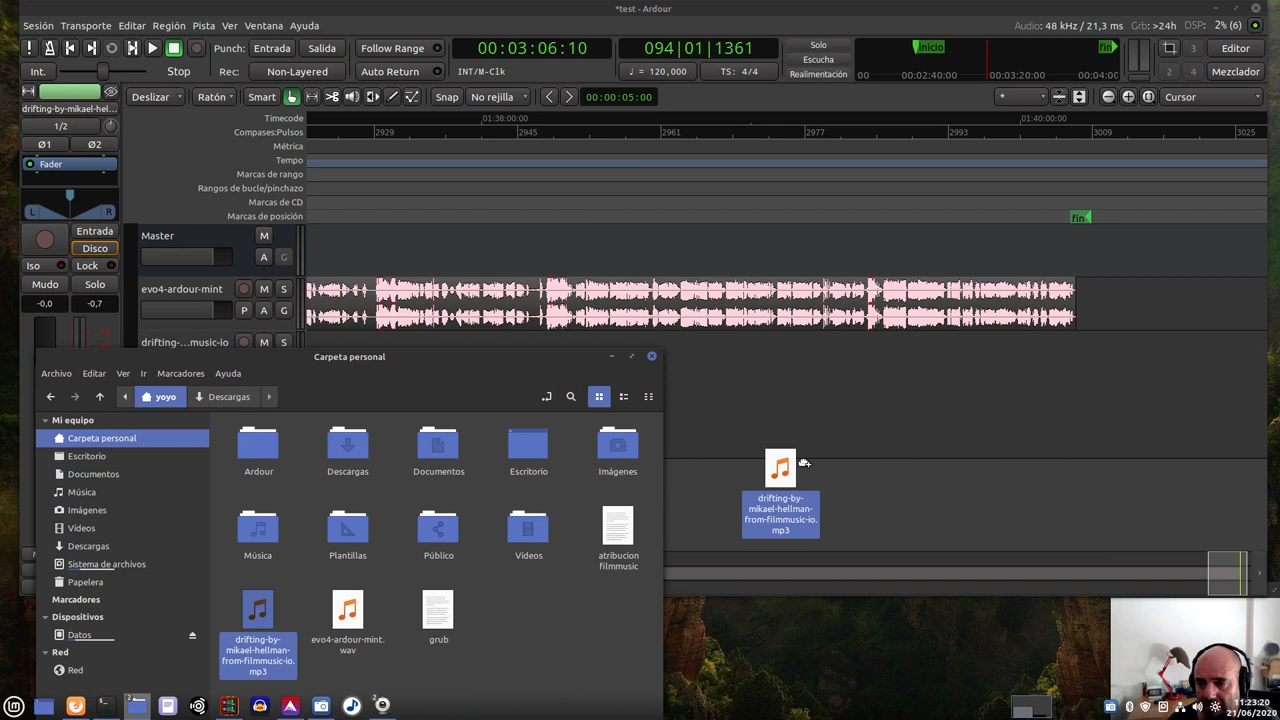 *test - Ardour
Sesión Transporte Editar Región Pista Ver Ventana Ayuda
Audio: 48 kHz / 21,3 ms Grb: >24h DSP: 2% (6)
Punch: Entrada Salida Follow Range 00:03:06:10 094|01|1361
Solo
Escucha
Realimentación
Inicio fin
00 00:02:40:00 00:03:20:00 00:04:00
1 3 Editor
2 4 Mezclador
Int. Stop Rec: Non-Layered Auto Return INT/M-Clk ♩ = 120,000 TS: 4/4
Deslizar Ratón Smart Snap No rejilla 00:00:05:00 * Cursor
drifting-by-mikael-hel...
1/2
Ø1 Ø2
Fader
L R
Entrada
Disco
Iso Lock
Mudo Solo
-0,0 -0,7
Timecode 01:38:00:00 01:40:00:00
Compases:Pulsos 2929 2945 2961 2977 2993 3009 3025
Métrica
Tempo
Marcas de rango
Rangos de bucle/pinchazo
Marcas de CD
Marcas de posición fin
Master M
A G
evo4-ardour-mint M S
P A G
drifting-...music-io M S
Carpeta personal
Archivo Editar Ver Ir Marcadores Ayuda
yoyo Descargas
Mi equipo
Carpeta personal
Escritorio
Documentos
Música
Imágenes
Vídeos
Descargas
Sistema de archivos
Papelera
Marcadores
Dispositivos
Datos
Red
Red
Ardour Descargas Documentos Escritorio Imágenes
Música Plantillas Público Vídeos atribucion
filmmusic
drifting-by-
mikael-hellman-
from-filmmusic-io.
mp3
evo4-ardour-mint.
wav
grub
drifting-by-
mikael-hellman-
from-filmmusic-io.
mp3
11:23:20
21/06/2020